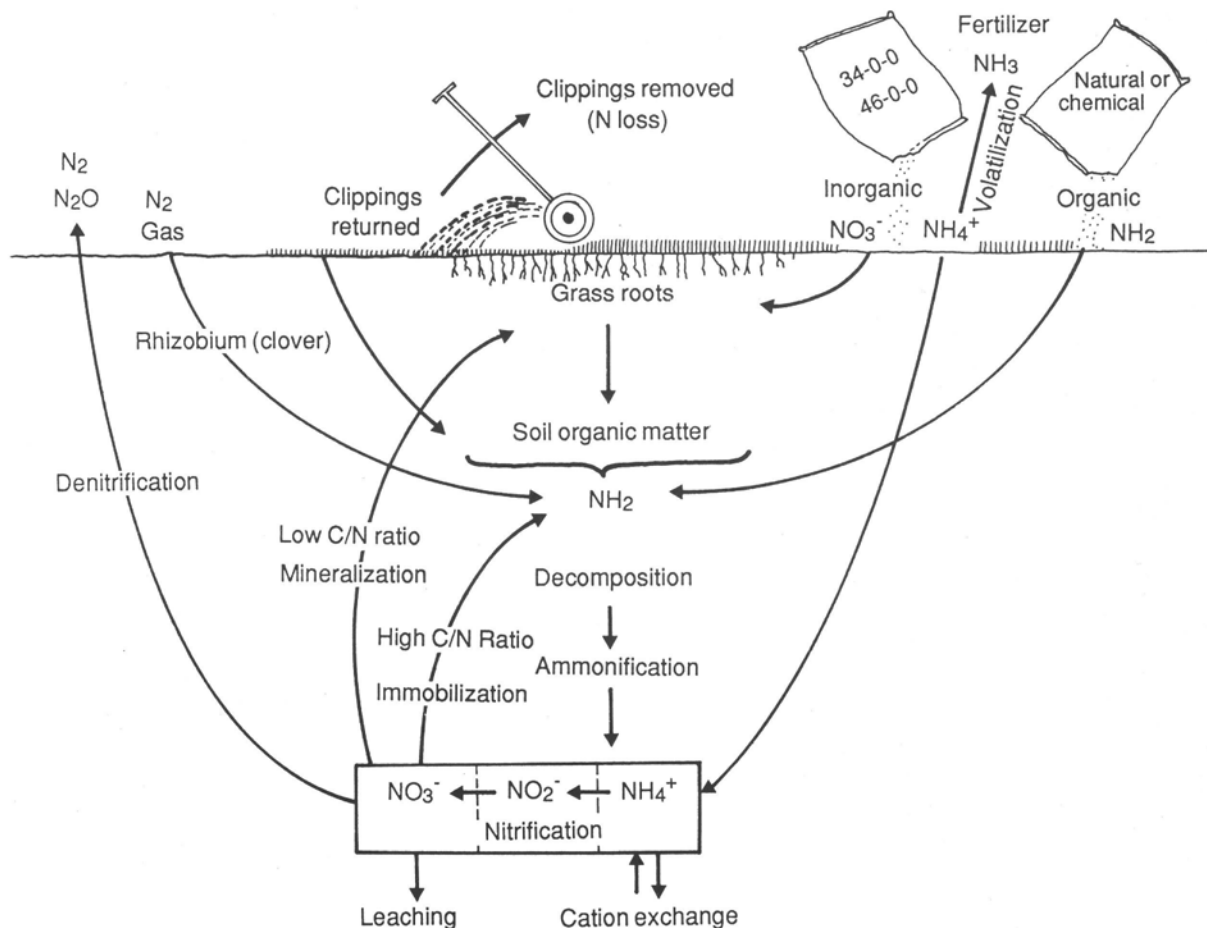 Fertilizer
34-0-0
46-0-0
NH₃
Natural or
chemical
Volatilization
Clippings removed
(N loss)
N₂
N₂O
N₂
Gas
Clippings
returned
Inorganic
Organic
NO₃⁻
NH₄⁺
NH₂
Grass roots
Rhizobium (clover)
Soil organic matter
Denitrification
NH₂
Low C/N ratio
Mineralization
Decomposition
High C/N Ratio
Ammonification
Immobilization
NO₃⁻
NO₂⁻
NH₄⁺
Nitrification
Leaching
Cation exchange